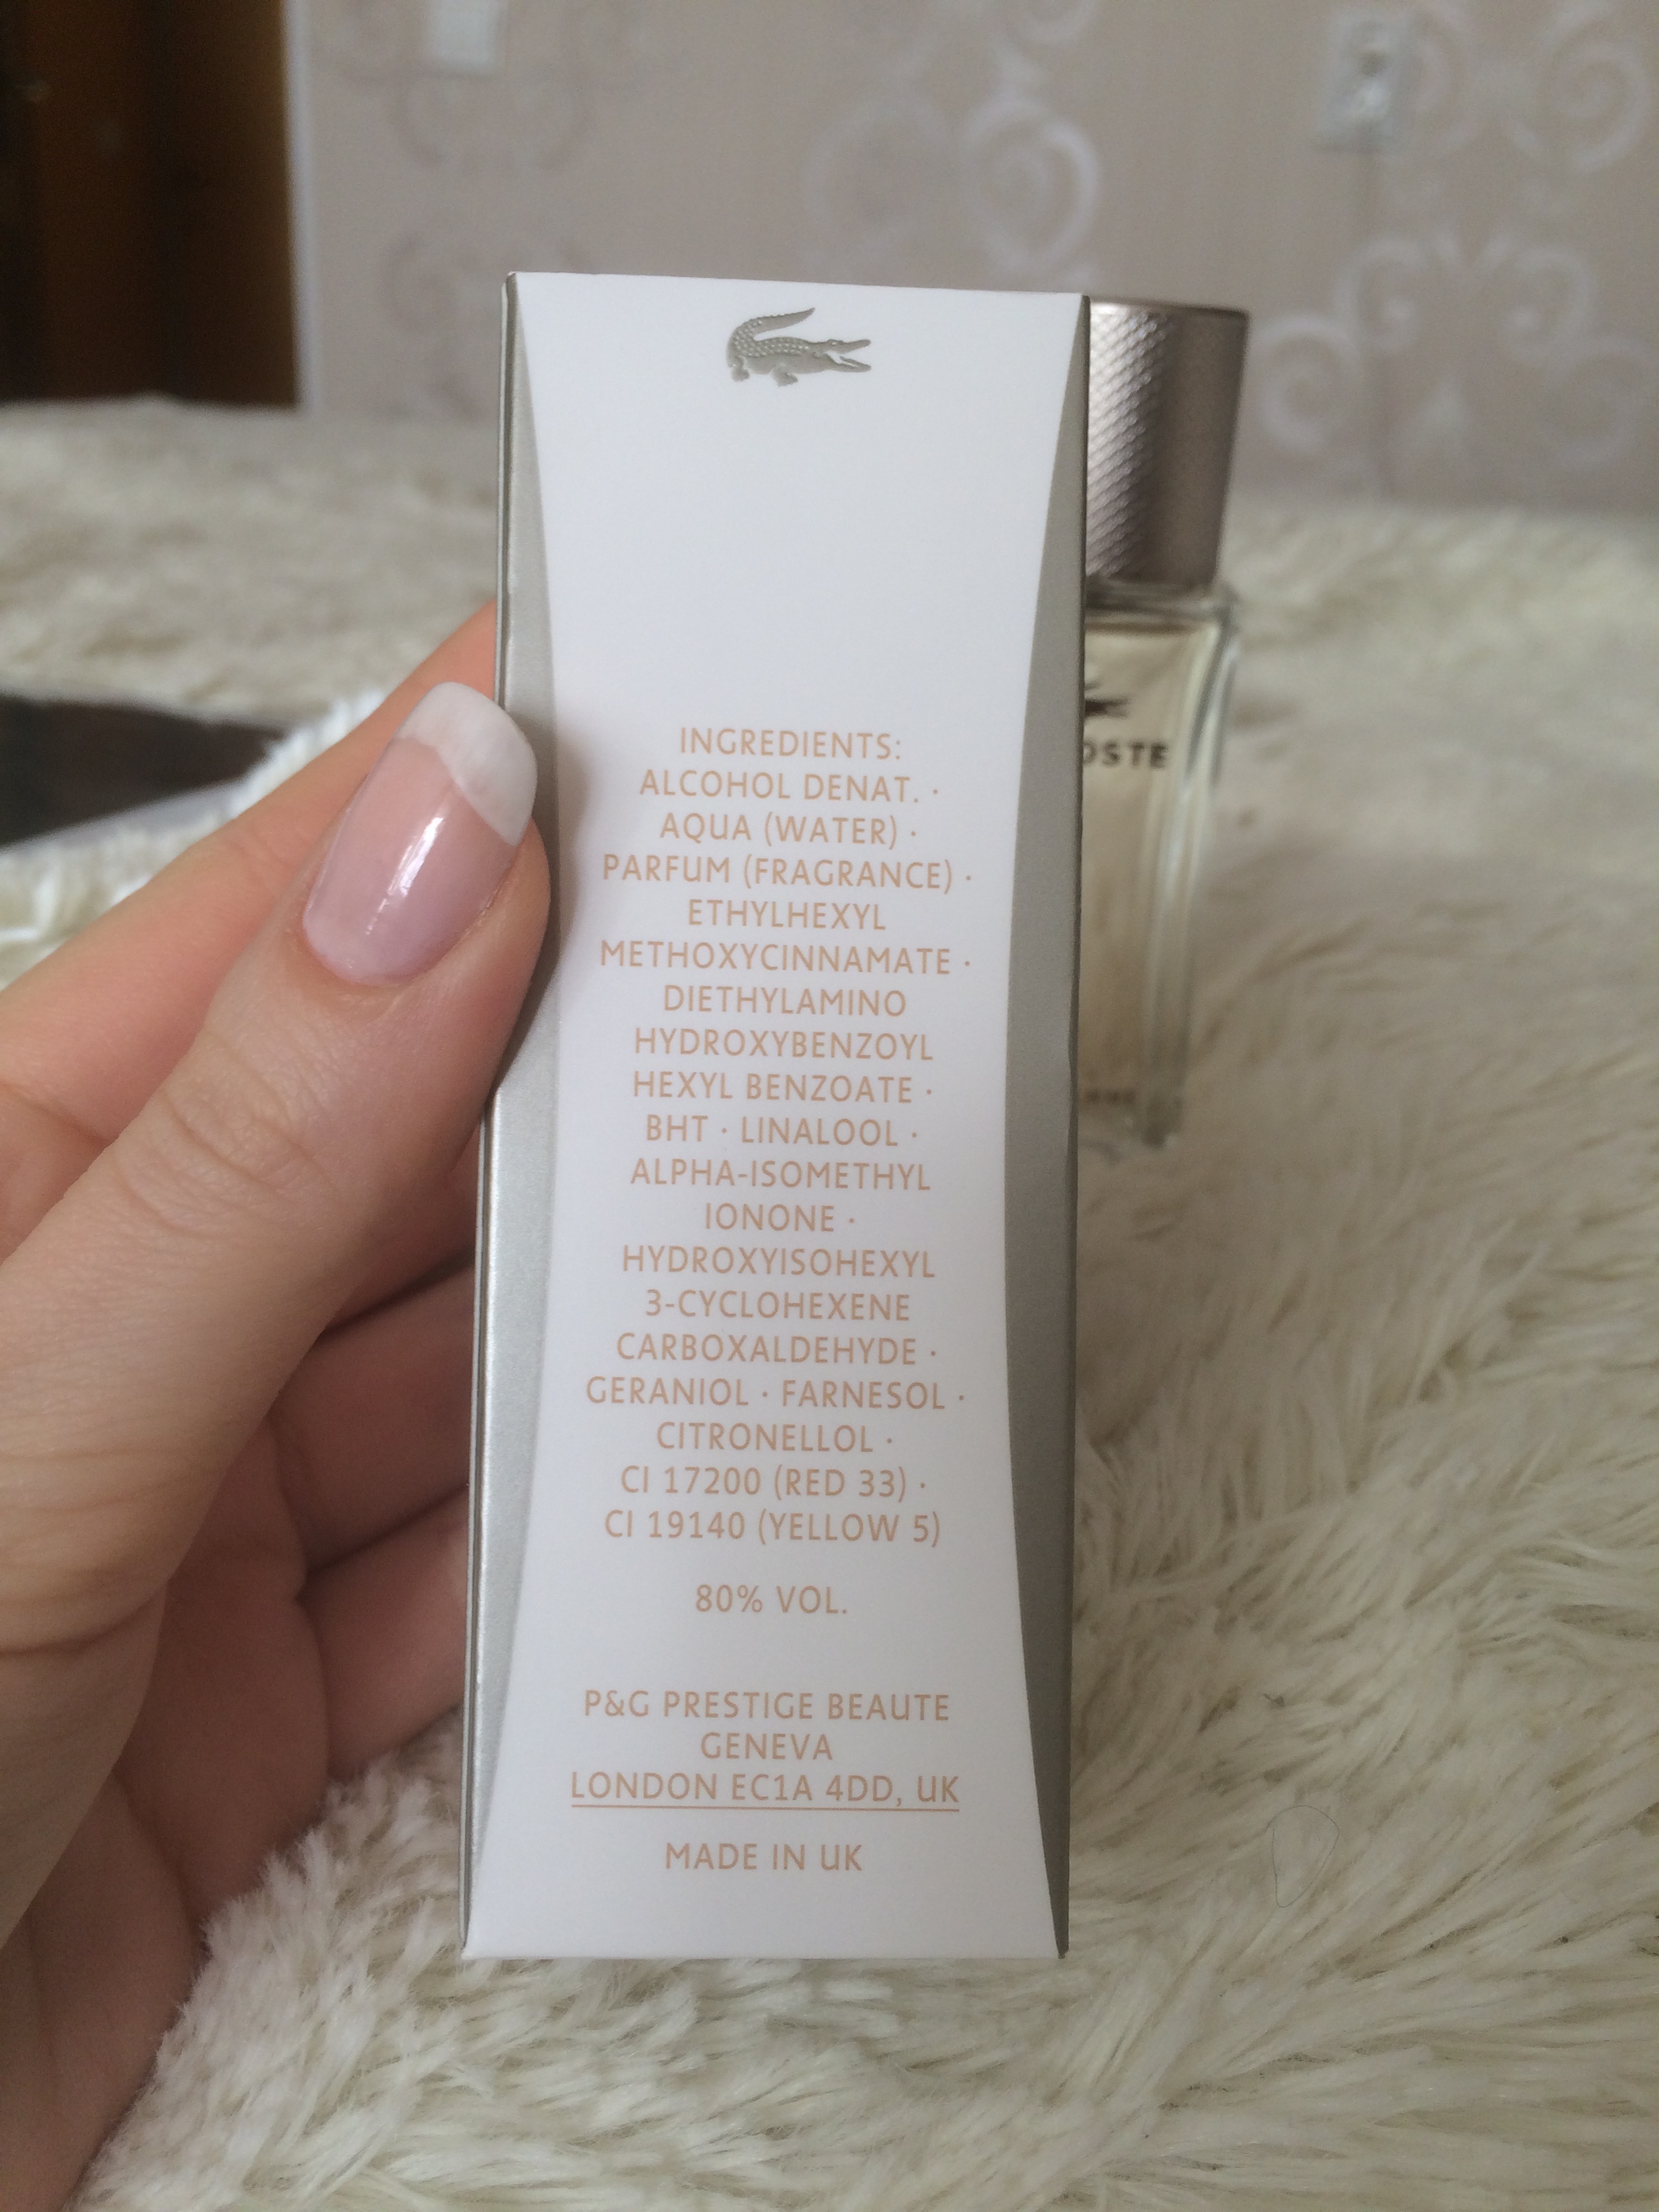 INGREDIENTS:
ALCOHOL DENAT. ·
AQUA (WATER) ·
PARFUM (FRAGRANCE) ·
ETHYLHEXYL
METHOXYCINNAMATE ·
DIETHYLAMINO
HYDROXYBENZOYL
HEXYL BENZOATE ·
BHT · LINALOOL ·
ALPHA-ISOMETHYL
IONONE ·
HYDROXYISOHEXYL
3-CYCLOHEXENE
CARBOXALDEHYDE ·
GERANIOL · FARNESOL ·
CITRONELLOL ·
CI 17200 (RED 33) ·
CI 19140 (YELLOW 5)
80% VOL.
P&G PRESTIGE BEAUTE
GENEVA
LONDON EC1A 4DD, UK
MADE IN UK
OSTE